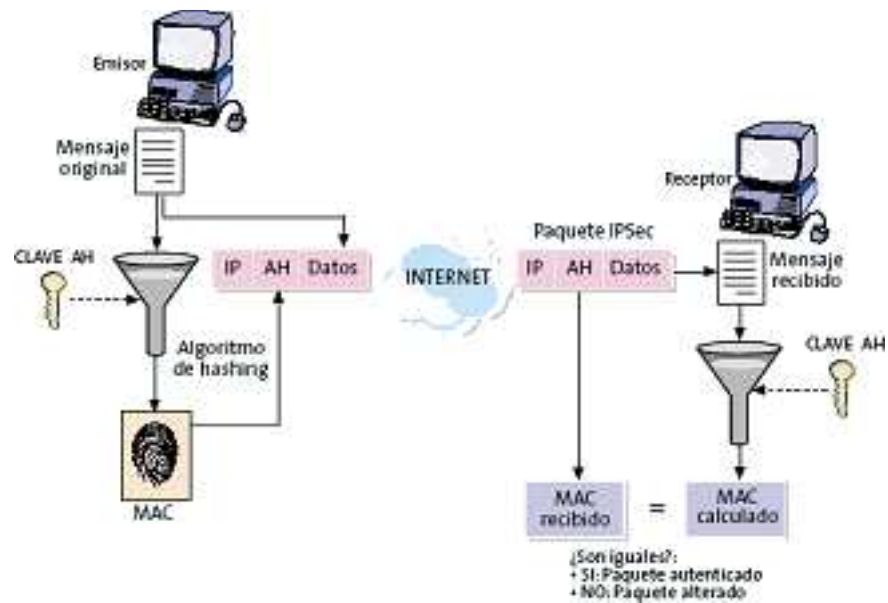 Emisor
Mensaje
original
CLAVE AH
IP AH Datos
Algoritmo
de hashing
MAC
INTERNET
Paquete IPSec
IP AH Datos
Receptor
Mensaje
recibido
CLAVE AH
MAC
recibido
=
MAC
calculado
¿Son iguales?:
• SI: Paquete autenticado
• NO: Paquete alterado